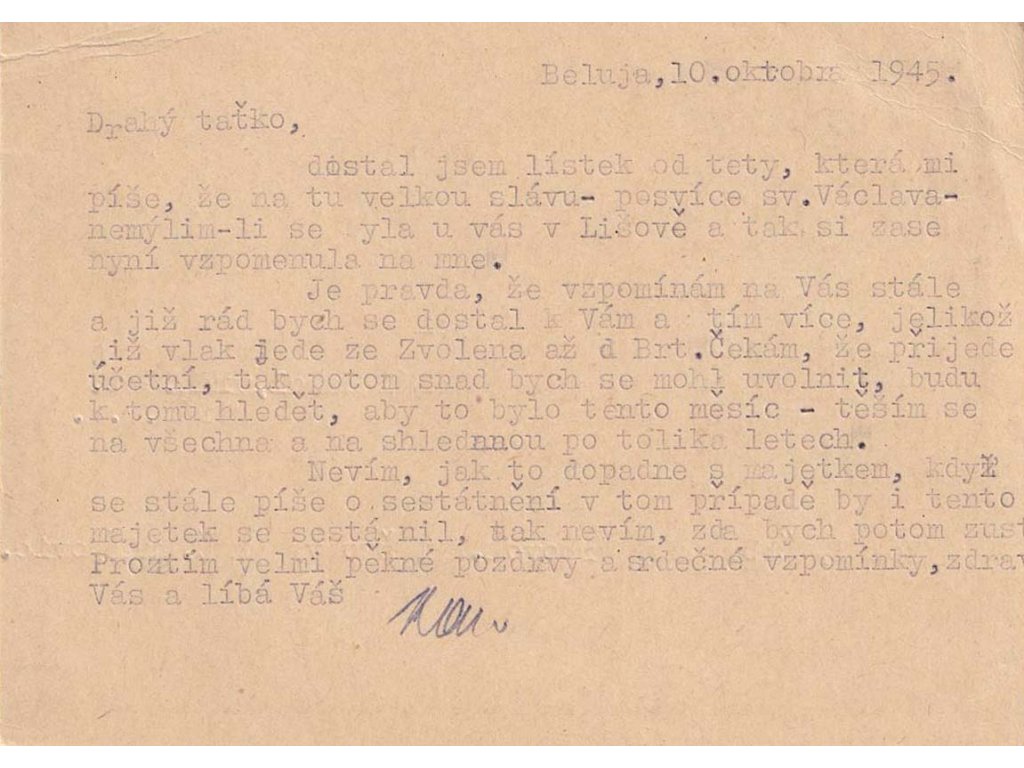 Beluja,10.oktobra 1945.
Drahý taťko,
dostal jsem lístek od tety, která mi
píše, že na tu velkou slávu- posvíce sv.Václava-
nemýlim-li se yla u vás v Lišově a tak si zase
nyní vzpomenula na mne.
Je pravda, že vzpomínám na Vás stále
a již rád bych se dostal k Vám a tím více, jelikož
již vlak jede ze Zvolena až d Brt.Čekám, že přijede
účetní, tak potom snad bych se mohl uvolnit, budu
k tomu hledět, aby to bylo tento měsíc - těším se
na všechna a na shlednnou po tolika letech.
Nevím, jak to dopadne s majetkem, když
se stále píše o sestátnění v tom případě by i tento
majetek se sestá nil, tak nevím, zda bych potom zust
Proztím velmi pěkné pozdrvy a srdečné vzpomínky,zdrav
Vás a líbá Váš